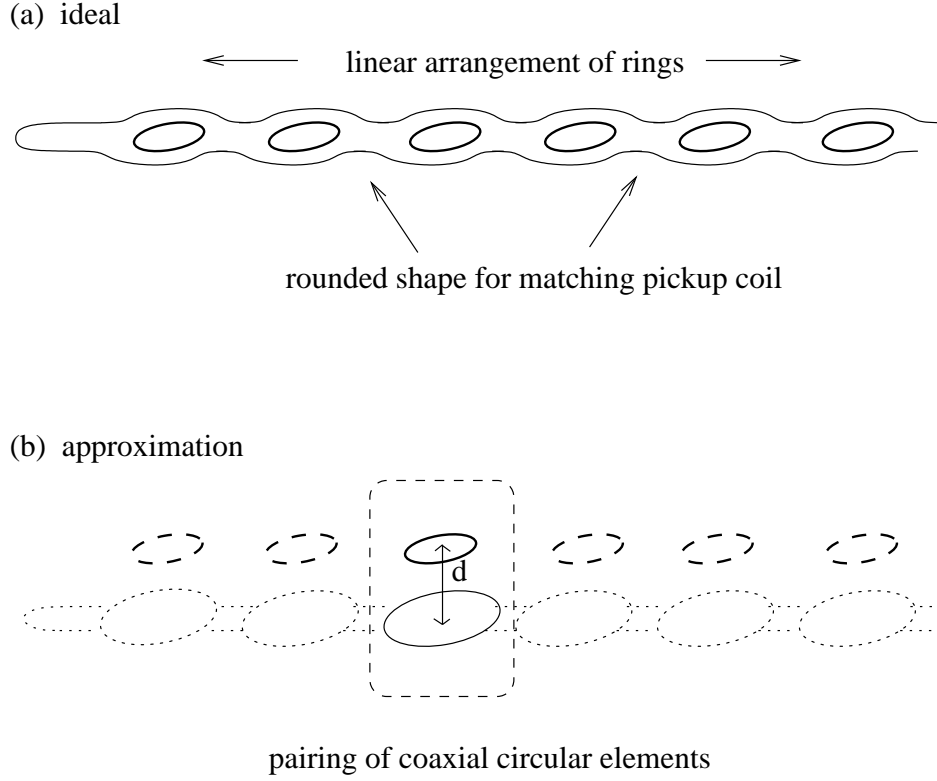 (a) ideal
linear arrangement of rings
rounded shape for matching pickup coil
(b) approximation
d
pairing of coaxial circular elements